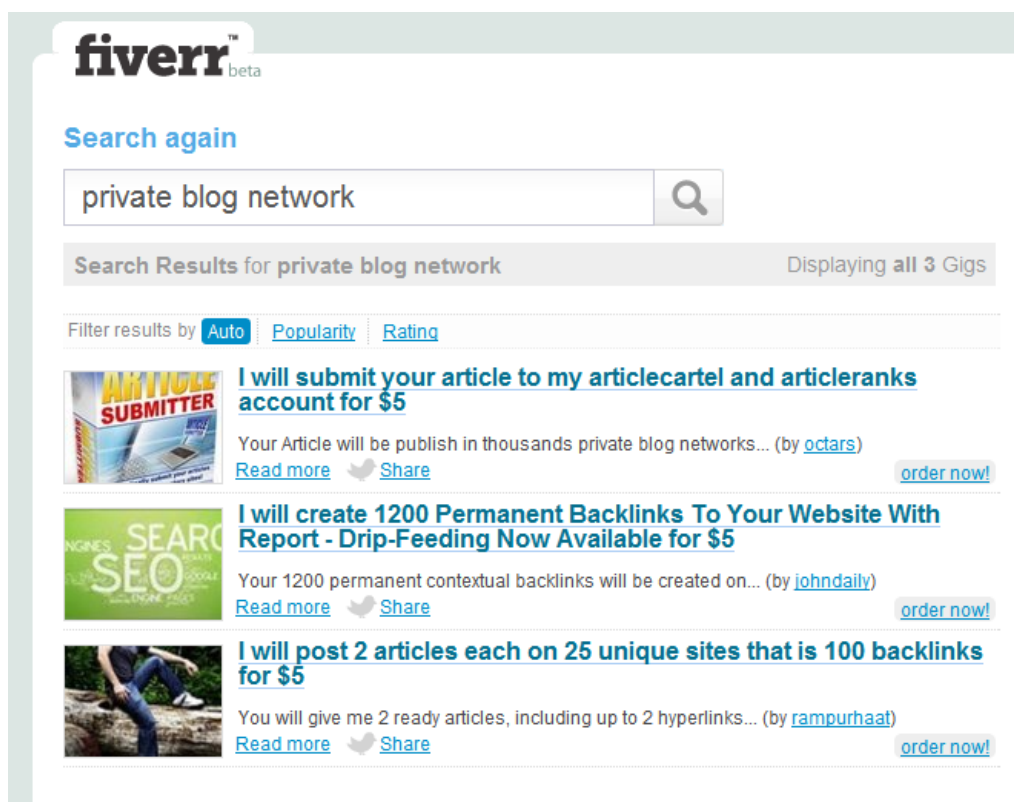 fiverr™
beta
Search again
private blog network
Search Results for private blog network Displaying all 3 Gigs
Filter results by Auto Popularity Rating
ARTICLE
SUBMITTER
I will submit your article to my articlecartel and articleranks
account for $5
Your Article will be publish in thousands private blog networks... (by octars)
Read more Share
order now!
NGINES SEARC
SEO
GOOGLE
I will create 1200 Permanent Backlinks To Your Website With
Report - Drip-Feeding Now Available for $5
Your 1200 permanent contextual backlinks will be created on... (by johndaily)
Read more Share
order now!
I will post 2 articles each on 25 unique sites that is 100 backlinks
for $5
You will give me 2 ready articles, including up to 2 hyperlinks... (by rampurhaat)
Read more Share
order now!